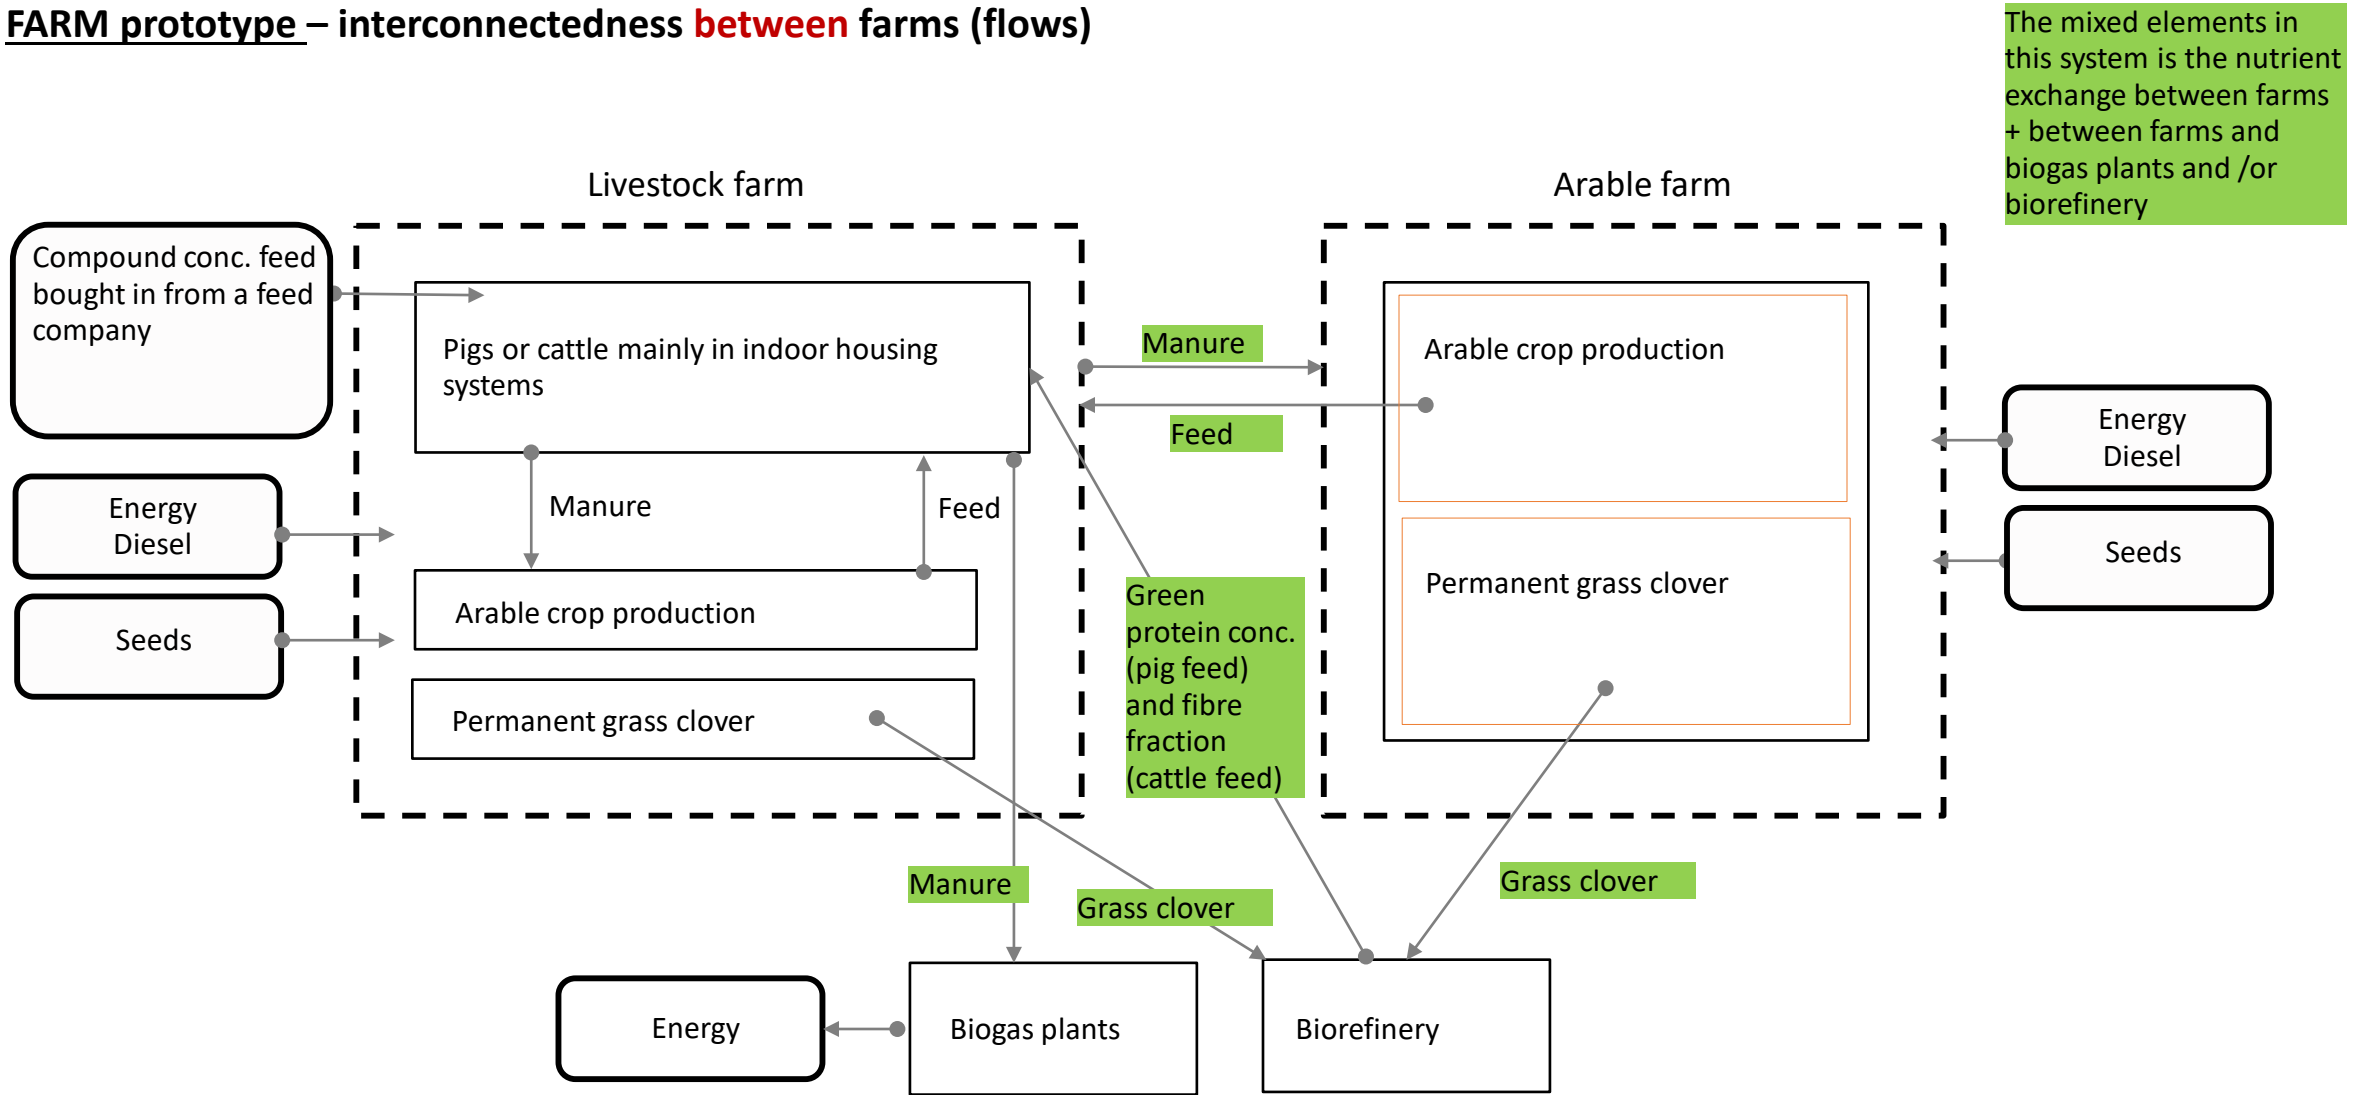 FARM prototype – interconnectedness between farms (flows)
The mixed elements in
this system is the nutrient
exchange between farms
+ between farms and
biogas plants and /or
biorefinery
Livestock farm
Arable farm
Compound conc. feed
bought in from a feed
company
Pigs or cattle mainly in indoor housing
systems
Manure
Feed
Arable crop production
Energy
Diesel
Seeds
Manure
Feed
Arable crop production
Permanent grass clover
Green
protein conc.
(pig feed)
and fibre
fraction
(cattle feed)
Permanent grass clover
Energy
Diesel
Seeds
Manure
Grass clover
Grass clover
Energy
Biogas plants
Biorefinery